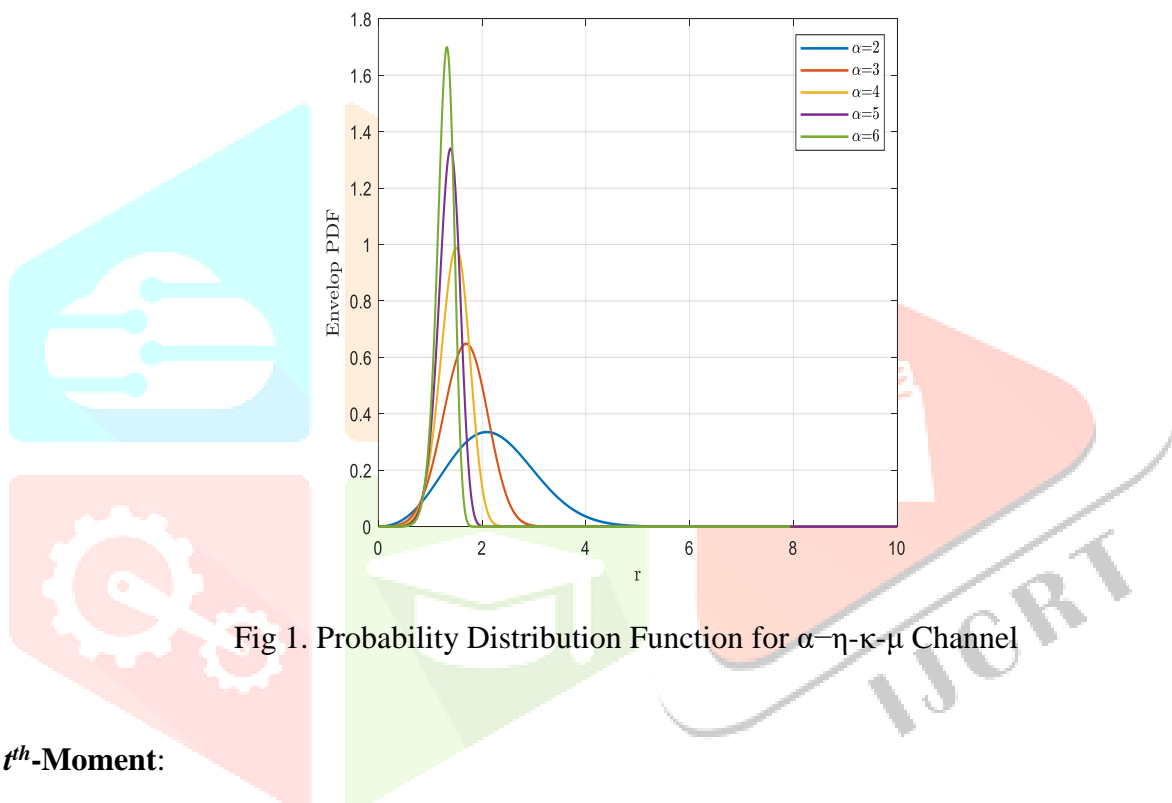 1.8
1.6
1.4
1.2
1
0.8
0.6
0.4
0.2
0
0 2 4 6 8 10
Envelop PDF
r
α=2
α=3
α=4
α=5
α=6
Fig 1. Probability Distribution Function for α−η-κ-μ Channel
IJCRT
t^th-Moment: